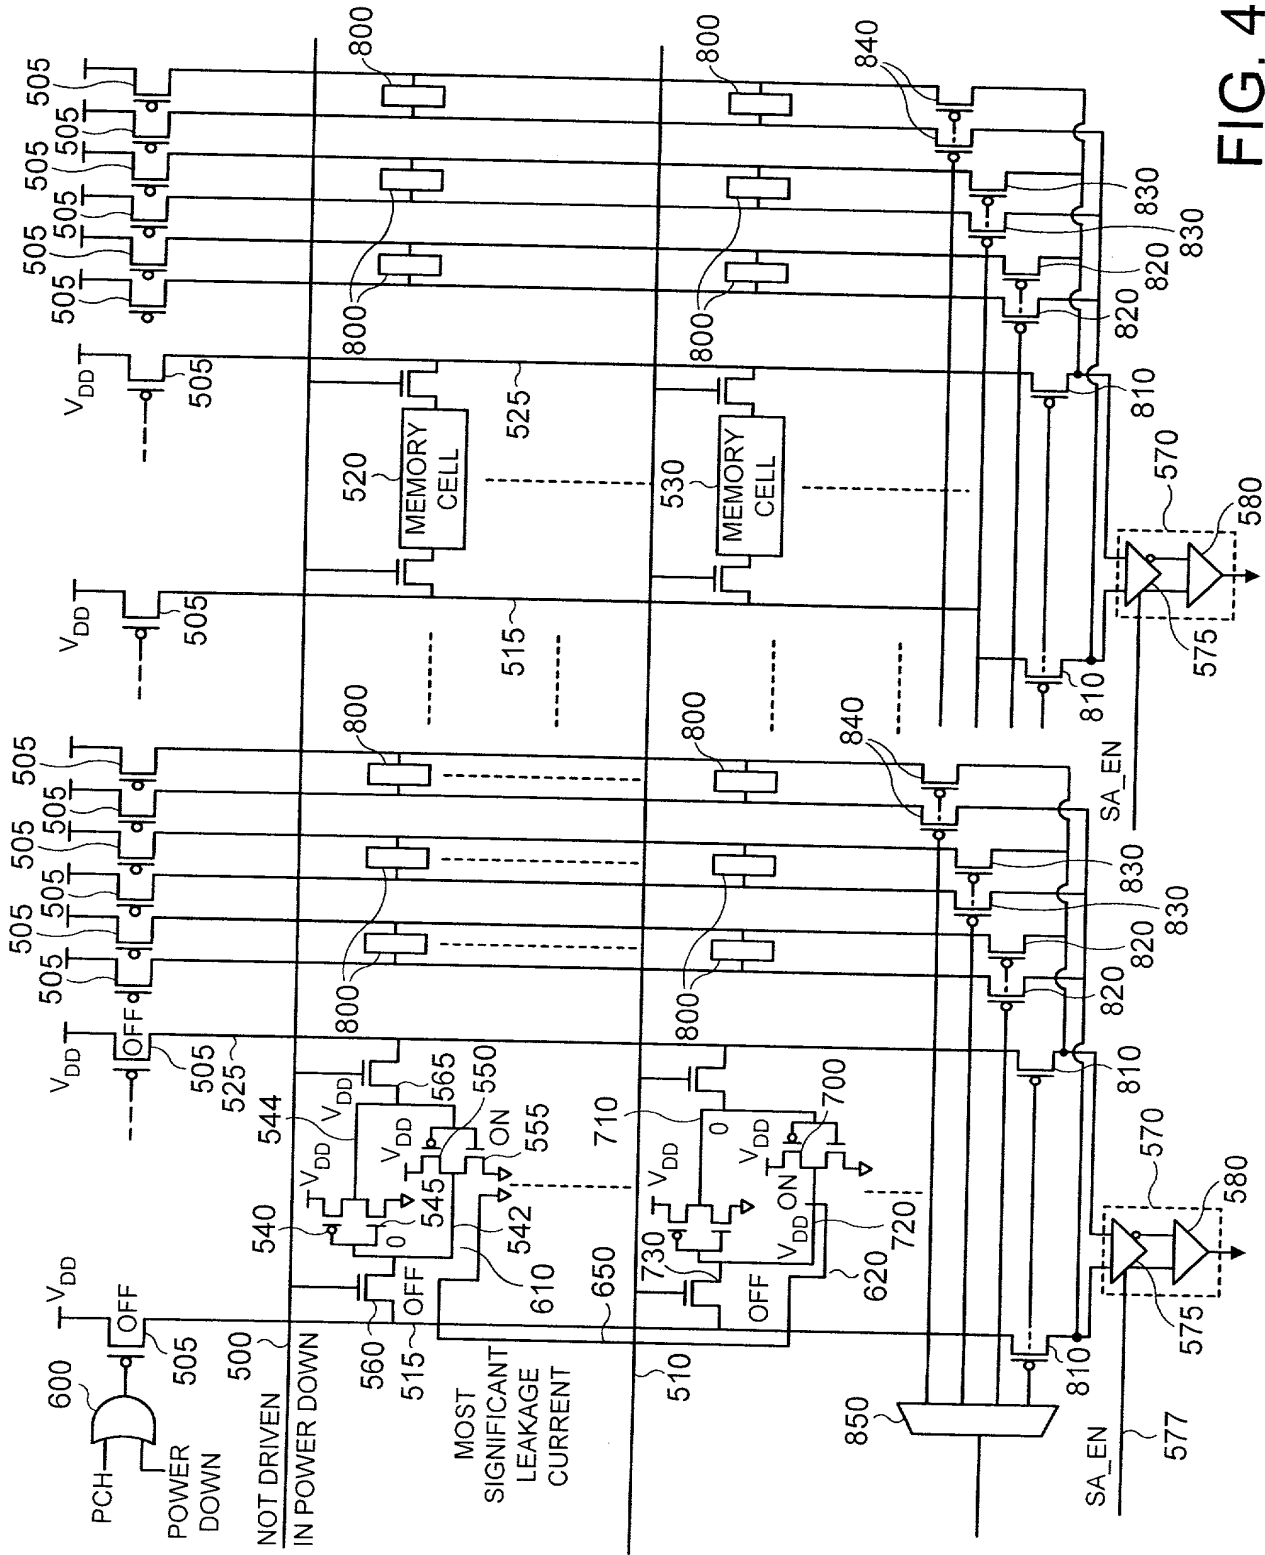 FIG. 4
505
505
505
505
505
505
V_DD
505
V_DD
505
505
505
505
505
505
505
V_DD
OFF
505
V_DD
OFF
505
600
PCH
POWER
DOWN
800
800
800
520
MEMORY
CELL
525
515
530
MEMORY
CELL
800
800
840
830
830
820
820
810
810
570
580
575
SA_EN
800
800
800
800
840
830
830
820
820
810
525
V_DD
544
V_DD
565
V_DD
550
ON
555
540
545
0
542
610
560
OFF
515
500
NOT DRIVEN
IN POWER DOWN
MOST
SIGNIFICANT
LEAKAGE
CURRENT
650
510
710
0
V_DD
V_DD
700
ON
V_DD
730
OFF
720
620
850
810
570
580
575
SA_EN
577